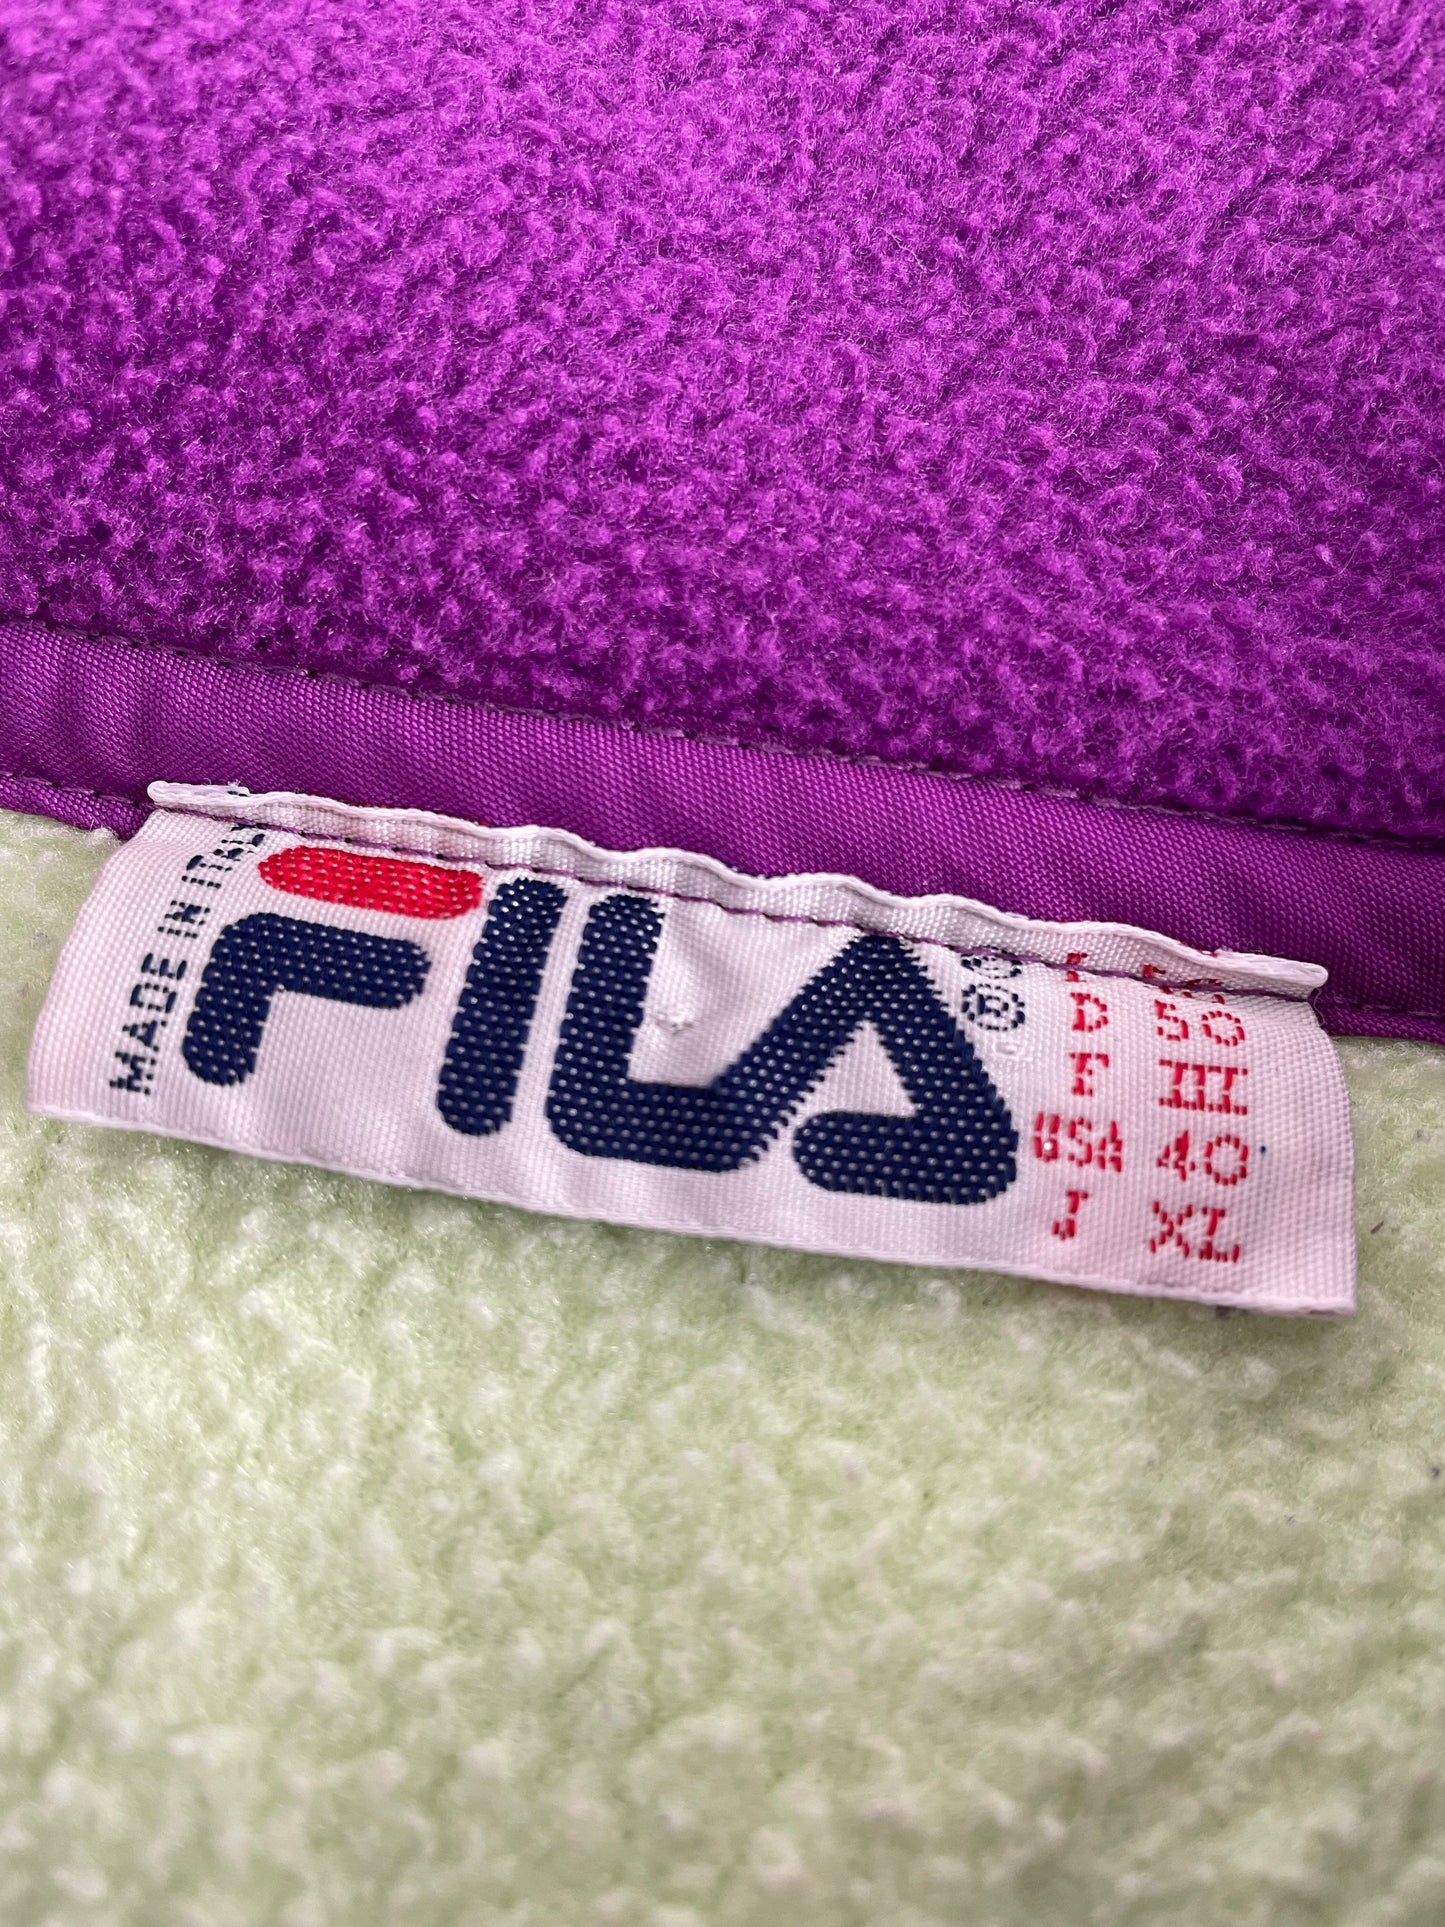 MADE IN ITALY
FILA
®
D 50
F III
USA 40
J XL